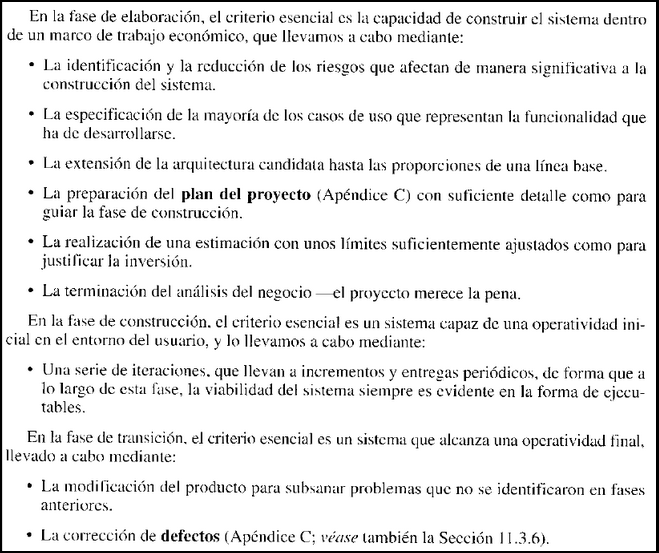 En la fase de elaboración, el criterio esencial es la capacidad de construir el sistema dentro
de un marco de trabajo económico, que llevamos a cabo mediante:
• La identificación y la reducción de los riesgos que afectan de manera significativa a la
construcción del sistema.
• La especificación de la mayoría de los casos de uso que representan la funcionalidad que
ha de desarrollarse.
• La extensión de la arquitectura candidata hasta las proporciones de una línea base.
• La preparación del plan del proyecto (Apéndice C) con suficiente detalle como para
guiar la fase de construcción.
• La realización de una estimación con unos límites suficientemente ajustados como para
justificar la inversión.
• La terminación del análisis del negocio —el proyecto merece la pena.
En la fase de construcción, el criterio esencial es un sistema capaz de una operatividad ini-
cial en el entorno del usuario, y lo llevamos a cabo mediante:
• Una serie de iteraciones, que llevan a incrementos y entregas periódicos, de forma que a
lo largo de esta fase, la viabilidad del sistema siempre es evidente en la forma de ejecu-
tables.
En la fase de transición, el criterio esencial es un sistema que alcanza una operatividad final,
llevado a cabo mediante:
• La modificación del producto para subsanar problemas que no se identificaron en fases
anteriores.
• La corrección de defectos (Apéndice C; véase también la Sección 11.3.6).